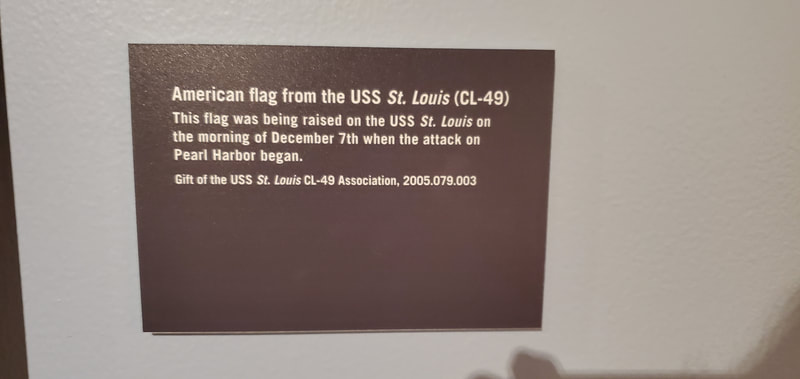 American flag from the USS St. Louis (CL-49)
This flag was being raised on the USS St. Louis on
the morning of December 7th when the attack on
Pearl Harbor began.
Gift of the USS St. Louis CL-49 Association, 2005.079.003